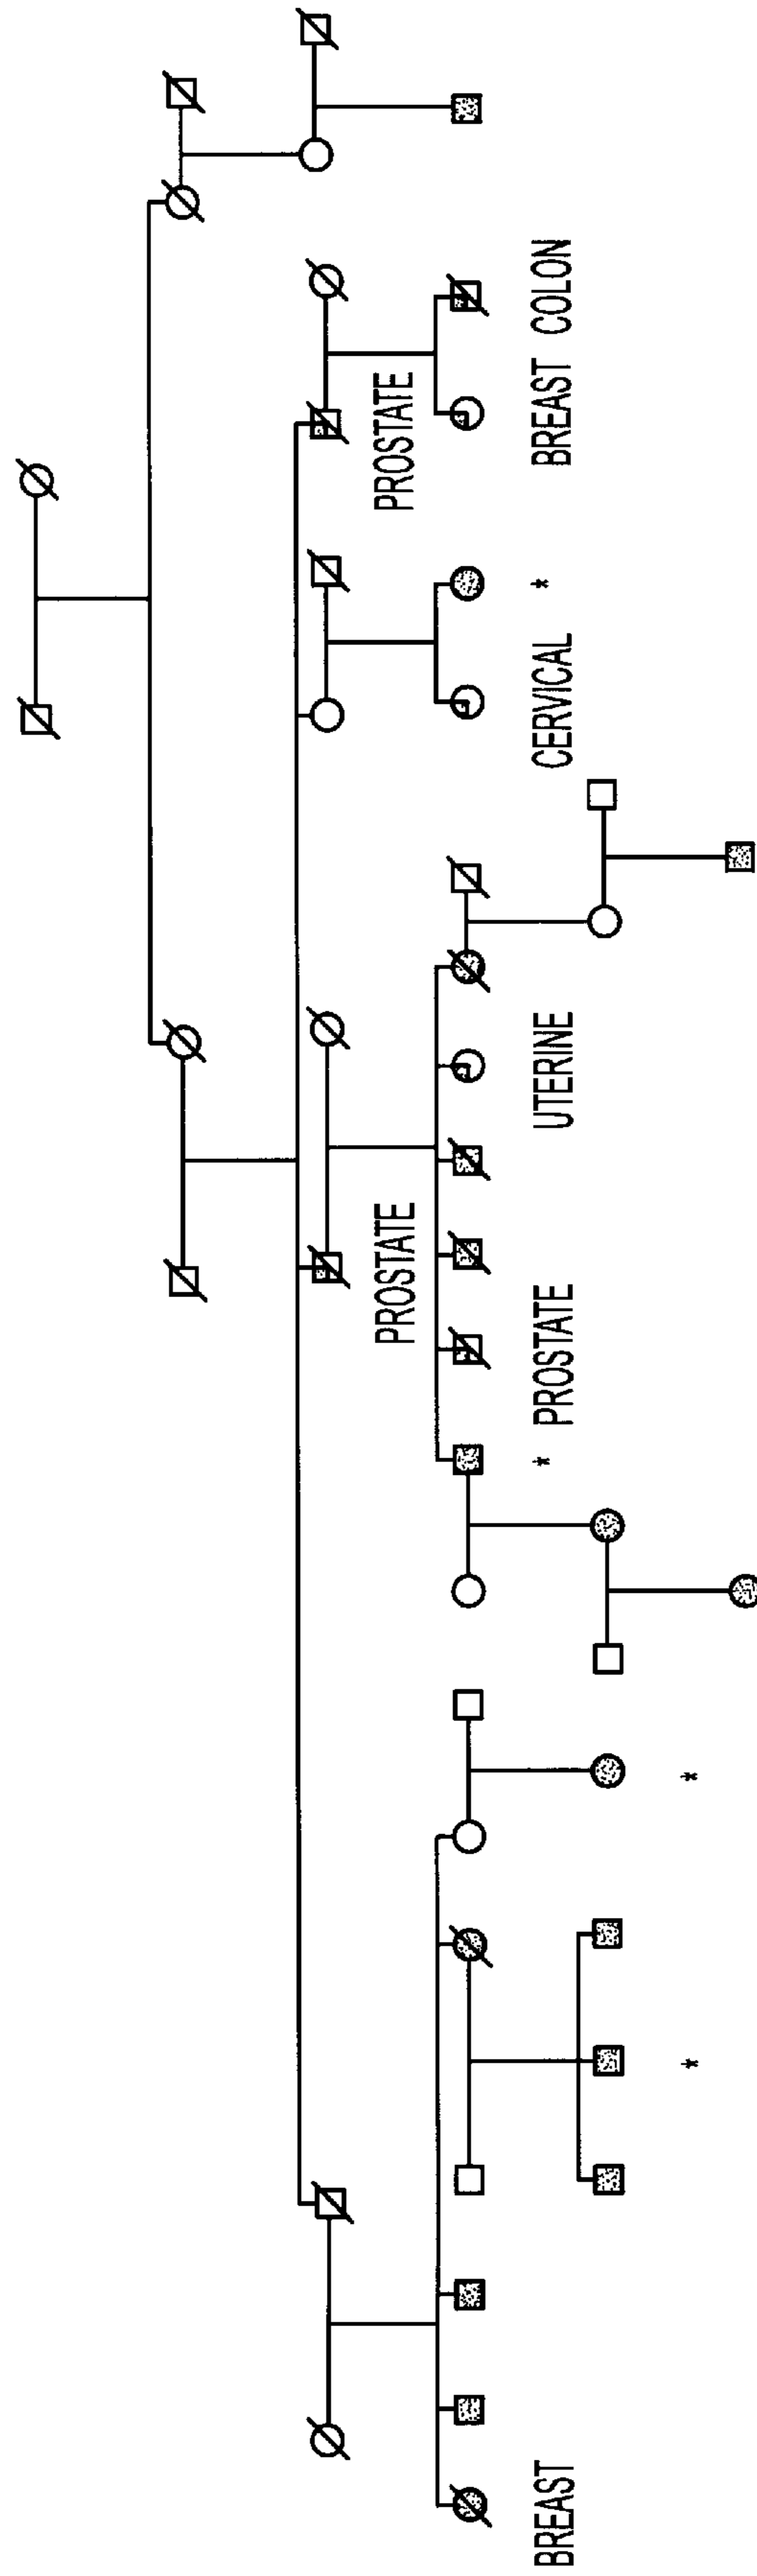 PROSTATE
PROSTATE
BREAST
* PROSTATE
UTERINE
CERVICAL
*
BREAST COLON
*
*